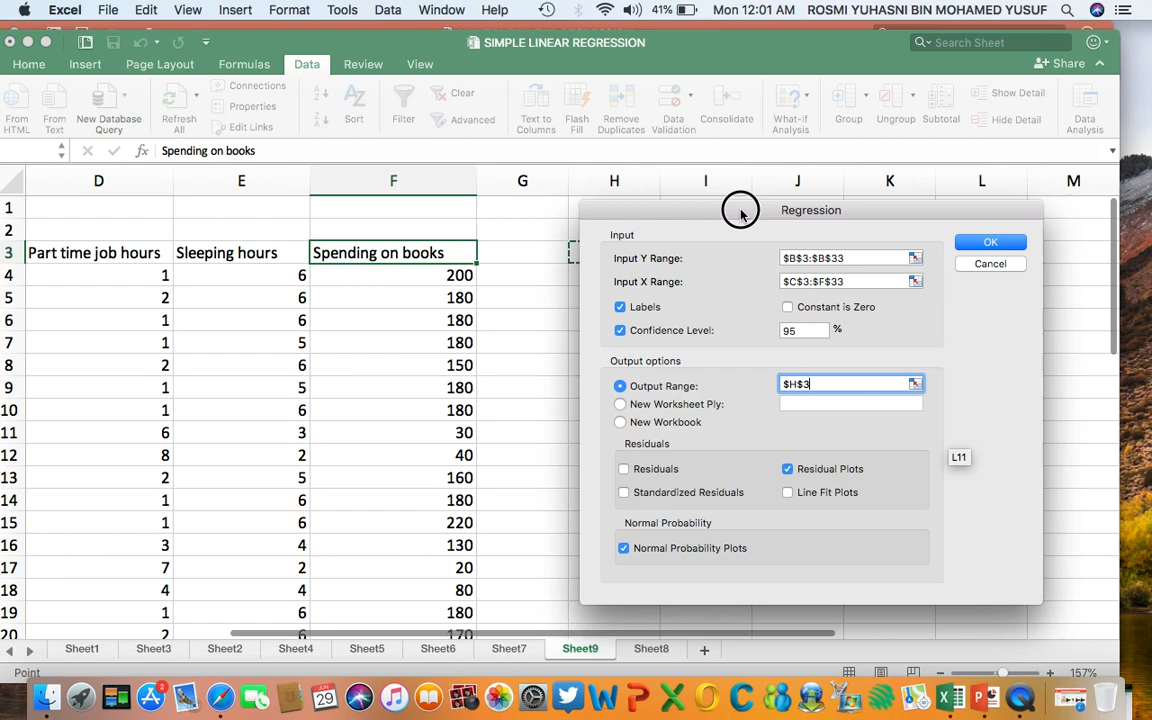 Excel File Edit View Insert Format Tools Data Window Help 41% Mon 12:01 AM ROSMI YUHASNI BIN MOHAMED YUSUF
SIMPLE LINEAR REGRESSION Search Sheet
Home Insert Page Layout Formulas Data Review View Share
From HTML From Text New Database Query Refresh All Connections Properties Edit Links Sort Filter Clear Advanced Text to Columns Flash Fill Remove Duplicates Data Validation Consolidate What-If Analysis Group Ungroup Subtotal Show Detail Hide Detail Data Analysis
fx Spending on books
D E F G H I J K L M
1
2
3 Part time job hours Sleeping hours Spending on books
4 1 6 200
5 2 6 180
6 1 6 180
7 1 5 180
8 2 6 150
9 1 5 180
10 1 6 180
11 6 3 30
12 8 2 40
13 2 5 160
14 1 6 180
15 1 6 220
16 3 4 130
17 7 2 20
18 4 4 80
19 1 6 180
20 2 6 170
Regression
Input
Input Y Range: $B$3:$B$33
Input X Range: $C$3:$F$33
Labels Constant is Zero
Confidence Level: 95 %
OK
Cancel
Output options
Output Range: $H$3
New Worksheet Ply:
New Workbook
Residuals
Residuals Residual Plots
Standardized Residuals Line Fit Plots
Normal Probability
Normal Probability Plots
L11
Sheet1 Sheet3 Sheet2 Sheet4 Sheet5 Sheet6 Sheet7 Sheet9 Sheet8
Point 157%
2
29